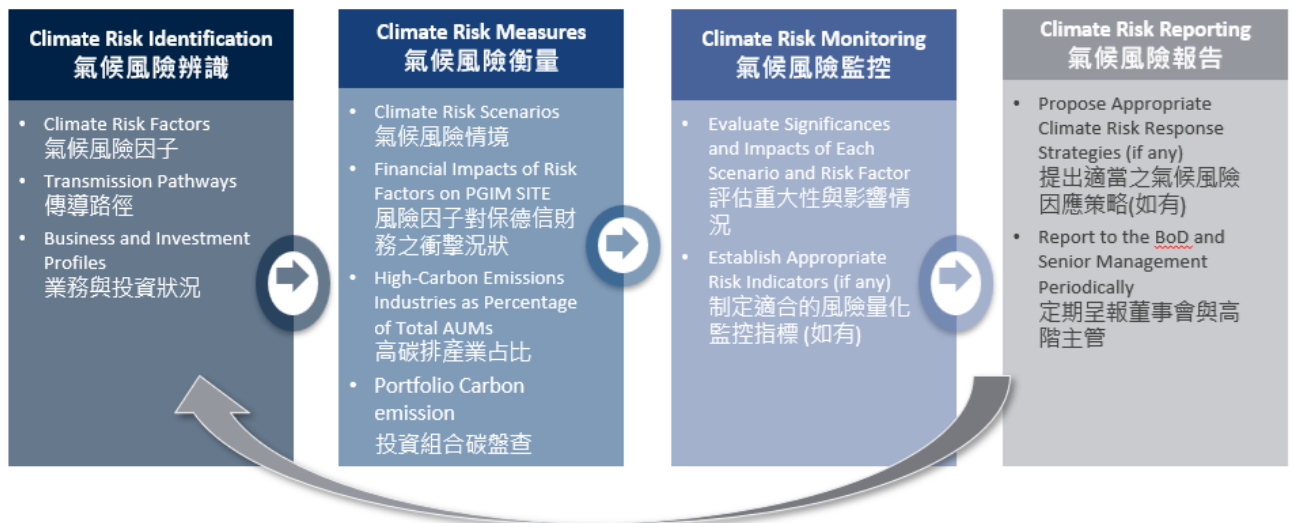 Climate Risk Identification
氣候風險辨識
• Climate Risk Factors
氣候風險因子
• Transmission Pathways
傳導路徑
• Business and Investment
Profiles
業務與投資狀況
Climate Risk Measures
氣候風險衡量
• Climate Risk Scenarios
氣候風險情境
• Financial Impacts of Risk
Factors on PGIM SITE
風險因子對保德信財
務之衝擊況狀
• High-Carbon Emissions
Industries as Percentage
of Total AUMs
高碳排產業占比
• Portfolio Carbon
emission
投資組合碳盤查
Climate Risk Monitoring
氣候風險監控
• Evaluate Significances
and Impacts of Each
Scenario and Risk Factor
評估重大性與影響情
況
• Establish Appropriate
Risk Indicators (if any)
制定適合的風險量化
監控指標 (如有)
Climate Risk Reporting
氣候風險報告
• Propose Appropriate
Climate Risk Response
Strategies (if any)
提出適當之氣候風險
因應策略(如有)
• Report to the BoD and
Senior Management
Periodically
定期呈報董事會與高
階主管